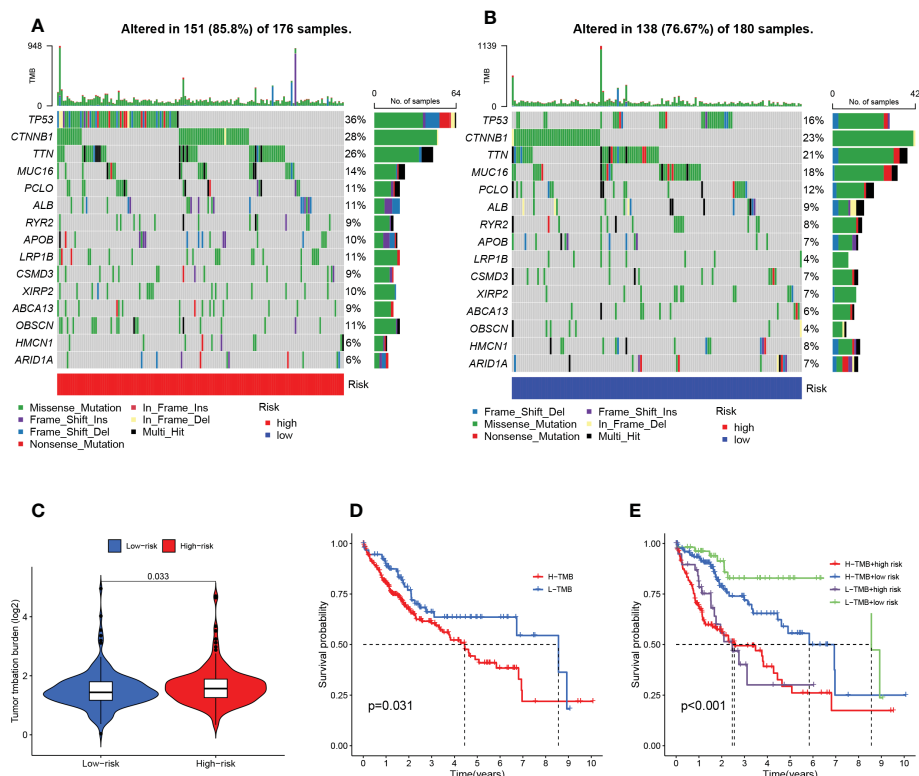 A
Altered in 151 (85.8%) of 176 samples.
948
0
TMB
0 64
No. of samples
TP53 36%
CTNNB1 28%
TTN 26%
MUC16 14%
PCLO 11%
ALB 11%
RYR2 9%
APOB 10%
LRP1B 11%
CSMD3 9%
XIRP2 10%
ABCA13 9%
OBSCN 11%
HMCN1 6%
ARID1A 6%
Risk
Missense_Mutation In_Frame_Ins Risk
Frame_Shift_Ins In_Frame_Del high
Frame_Shift_Del Multi_Hit low
Nonsense_Mutation
B
Altered in 138 (76.67%) of 180 samples.
1139
0
TMB
0 42
No. of samples
TP53 16%
CTNNB1 23%
TTN 21%
MUC16 18%
PCLO 12%
ALB 9%
RYR2 8%
APOB 7%
LRP1B 4%
CSMD3 7%
XIRP2 7%
ABCA13 6%
OBSCN 4%
HMCN1 8%
ARID1A 7%
Risk
Frame_Shift_Del Frame_Shift_Ins Risk
Missense_Mutation In_Frame_Del high
Nonsense_Mutation Multi_Hit low
C
Low-risk High-risk
0.033
Tumor tmbation burden (log2)
4
2
0
Low-risk High-risk
D
Survival probability
1.00
0.75
0.50
0.25
0.00
H-TMB
L-TMB
p=0.031
0 1 2 3 4 5 6 7 8 9 10
Time(years)
E
Survival probability
1.00
0.75
0.50
0.25
0.00
H-TMB+high risk
H-TMB+low risk
L-TMB+high risk
L-TMB+low risk
p<0.001
0 1 2 3 4 5 6 7 8 9 10
Time(years)